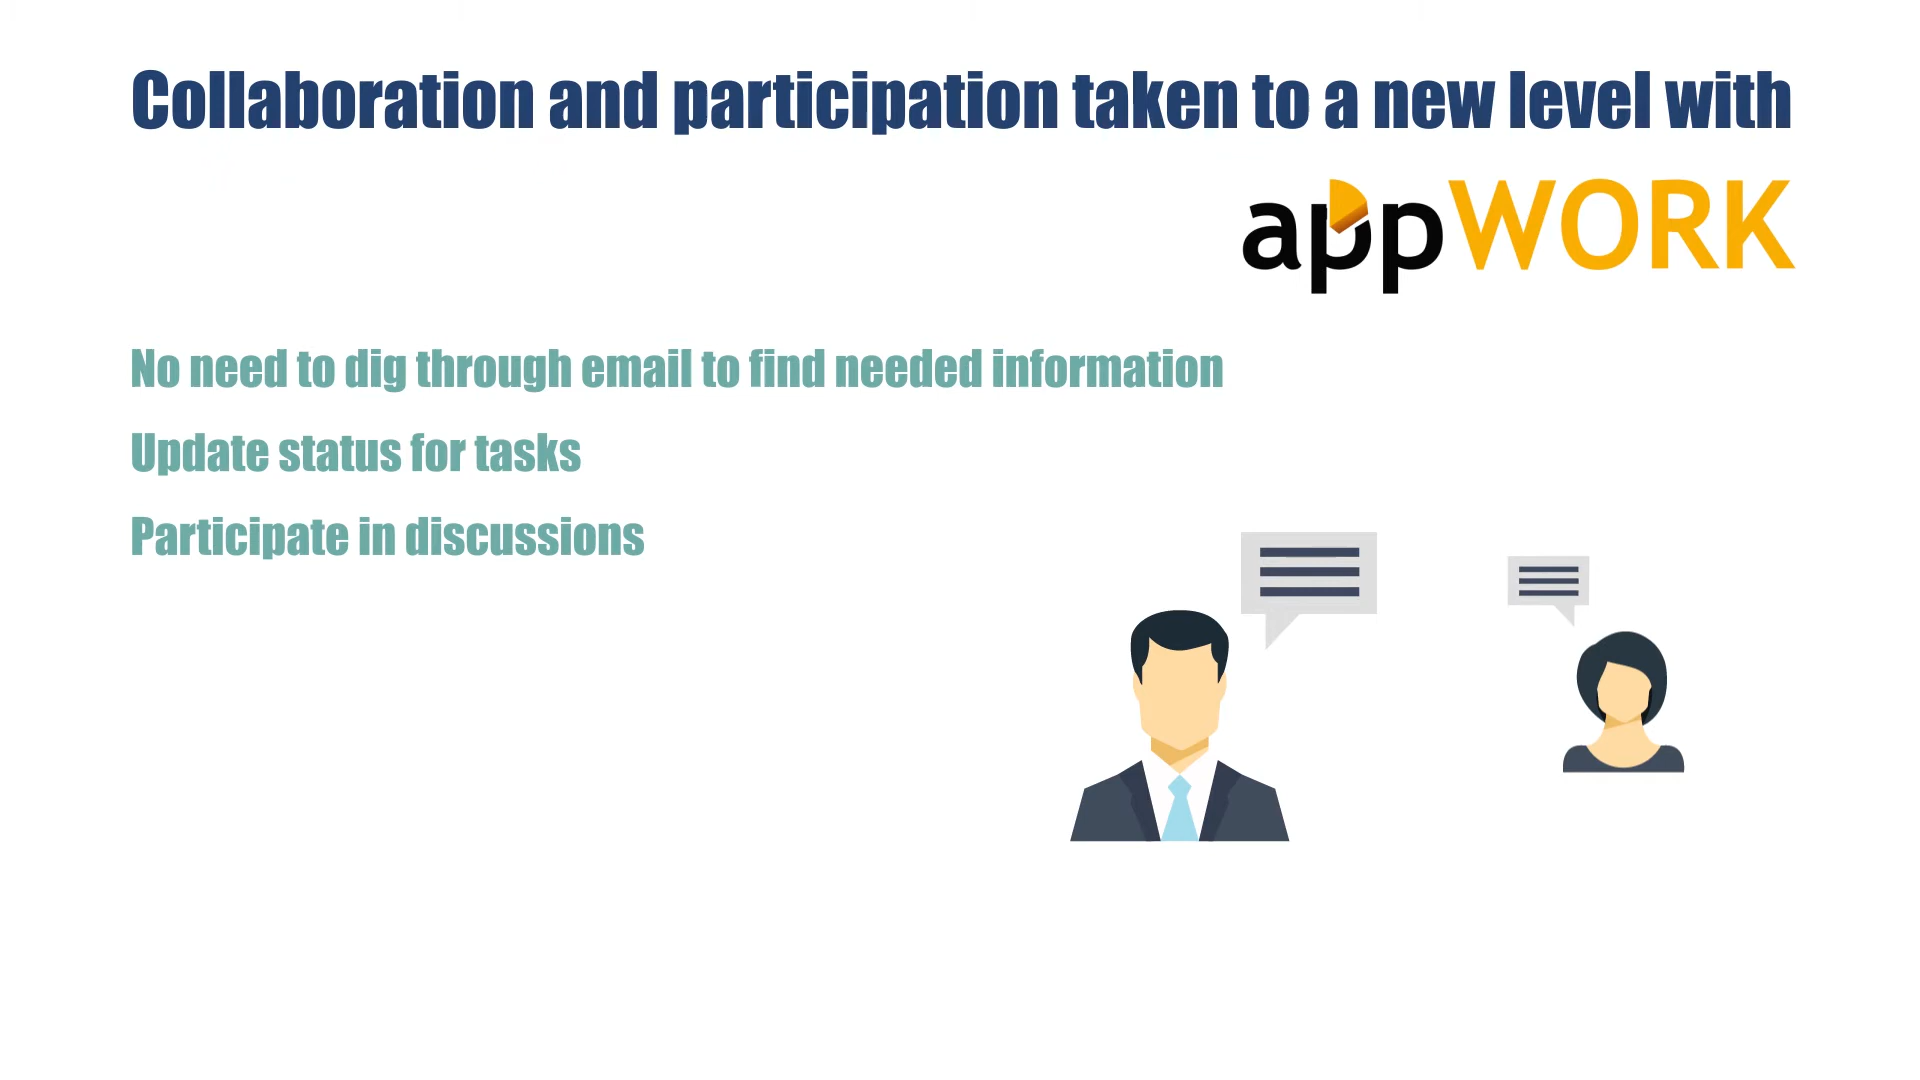 Collaboration and participation taken to a new level with
appWORK
No need to dig through email to find needed information
Update status for tasks
Participate in discussions